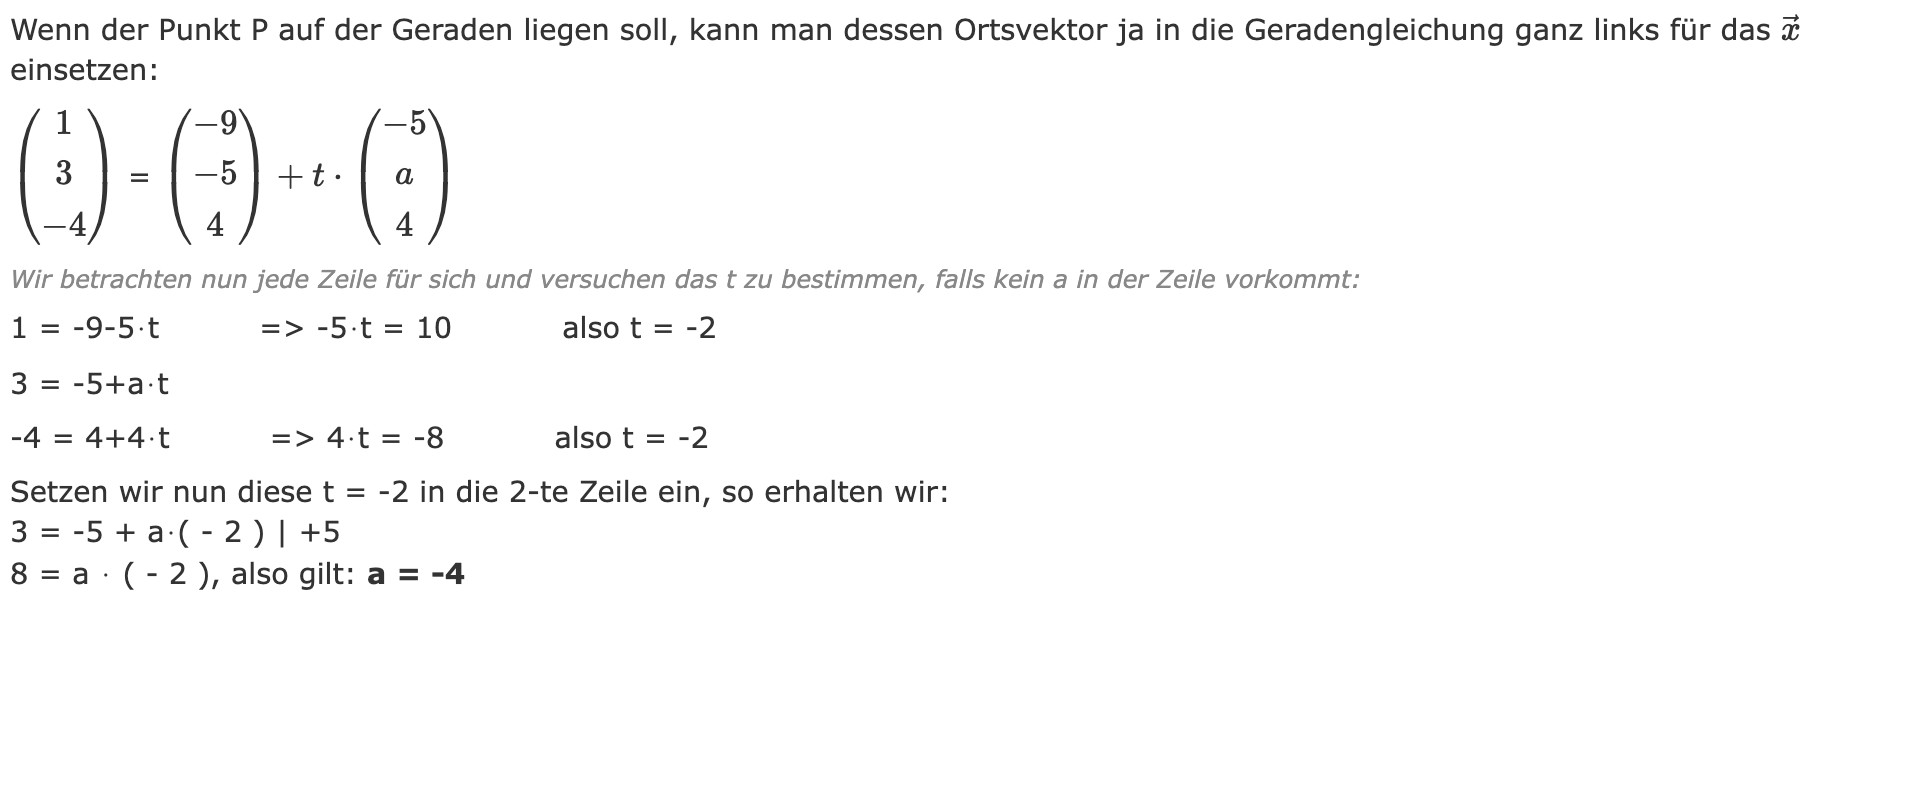 Wenn der Punkt P auf der Geraden liegen soll, kann man dessen Ortsvektor ja in die Geradengleichung ganz links für das $\vec{x}$
einsetzen:
$\begin{pmatrix} 1 \\ 3 \\ -4 \end{pmatrix} = \begin{pmatrix} -9 \\ -5 \\ 4 \end{pmatrix} + t \cdot \begin{pmatrix} -5 \\ a \\ 4 \end{pmatrix}$
Wir betrachten nun jede Zeile für sich und versuchen das t zu bestimmen, falls kein a in der Zeile vorkommt:
1 = -9-5·t => -5·t = 10 also t = -2
3 = -5+a·t
-4 = 4+4·t => 4·t = -8 also t = -2
Setzen wir nun diese t = -2 in die 2-te Zeile ein, so erhalten wir:
3 = -5 + a·( - 2 ) | +5
8 = a · ( - 2 ), also gilt: a = -4